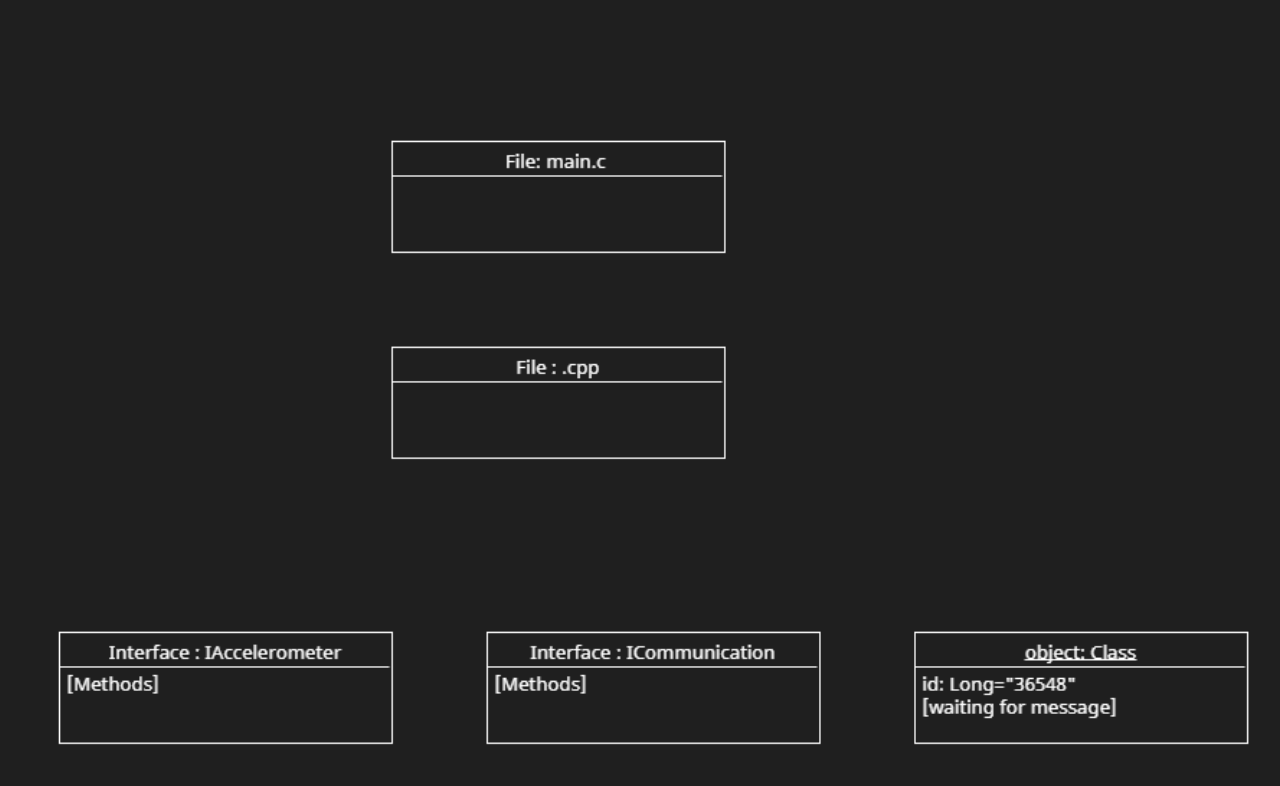 File: main.c
File : .cpp
Interface : IAccelerometer
[Methods]
Interface : ICommunication
[Methods]
object: Class
id: Long="36548"
[waiting for message]